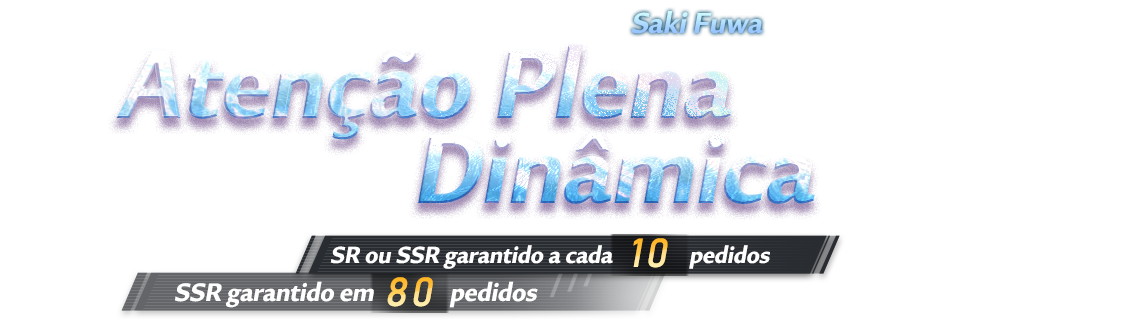 Saki Fuwa
Atenção Plena
Dinâmica
SR ou SSR garantido a cada 10 pedidos
SSR garantido em 80 pedidos